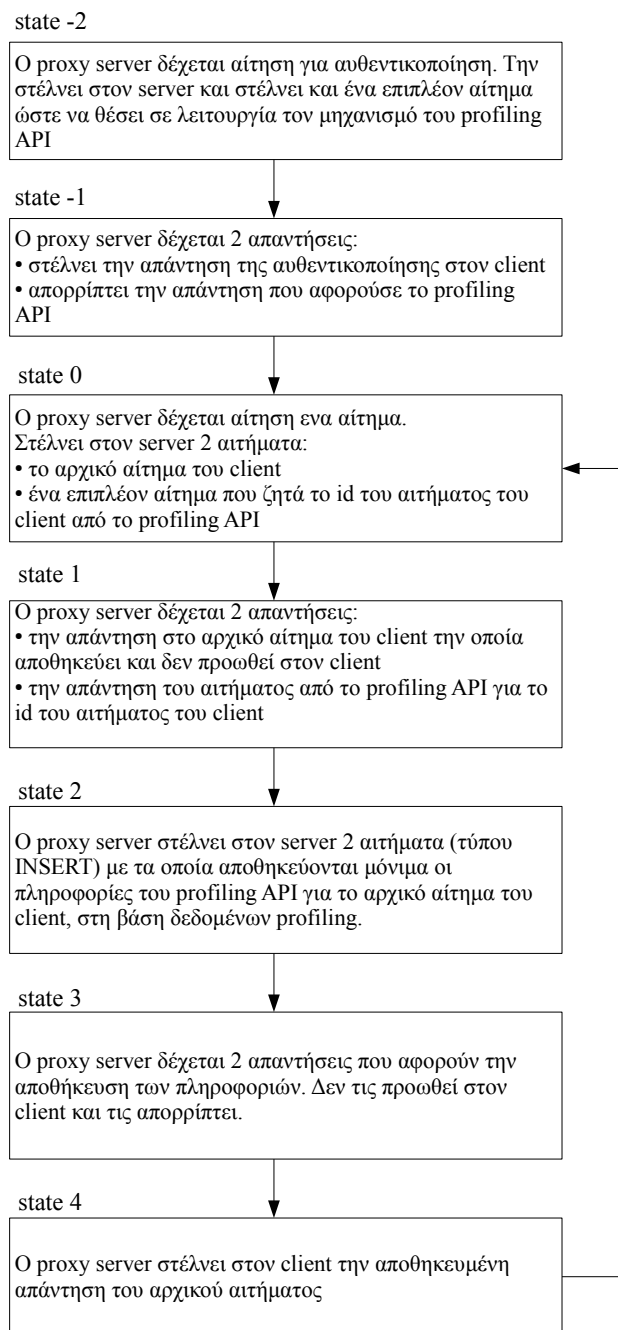 state -2
Ο proxy server δέχεται αίτηση για αυθεντικοποίηση. Την
στέλνει στον server και στέλνει και ένα επιπλέον αίτημα
ώστε να θέσει σε λειτουργία τον μηχανισμό του profiling
API
state -1
Ο proxy server δέχεται 2 απαντήσεις:
• στέλνει την απάντηση της αυθεντικοποίησης στον client
• απορρίπτει την απάντηση που αφορούσε το profiling
API
state 0
Ο proxy server δέχεται αίτηση ενα αίτημα.
Στέλνει στον server 2 αιτήματα:
• το αρχικό αίτημα του client
• ένα επιπλέον αίτημα που ζητά το id του αιτήματος του
client από το profiling API
state 1
Ο proxy server δέχεται 2 απαντήσεις:
• την απάντηση στο αρχικό αίτημα του client την οποία
αποθηκεύει και δεν προωθεί στον client
• την απάντηση του αιτήματος από το profiling API για το
id του αιτήματος του client
state 2
Ο proxy server στέλνει στον server 2 αιτήματα (τύπου
INSERT) με τα οποία αποθηκεύονται μόνιμα οι
πληροφορίες του profiling API για το αρχικό αίτημα του
client, στη βάση δεδομένων profiling.
state 3
Ο proxy server δέχεται 2 απαντήσεις που αφορούν την
αποθήκευση των πληροφοριών. Δεν τις προωθεί στον
client και τις απορρίπτει.
state 4
Ο proxy server στέλνει στον client την αποθηκευμένη
απάντηση του αρχικού αιτήματος